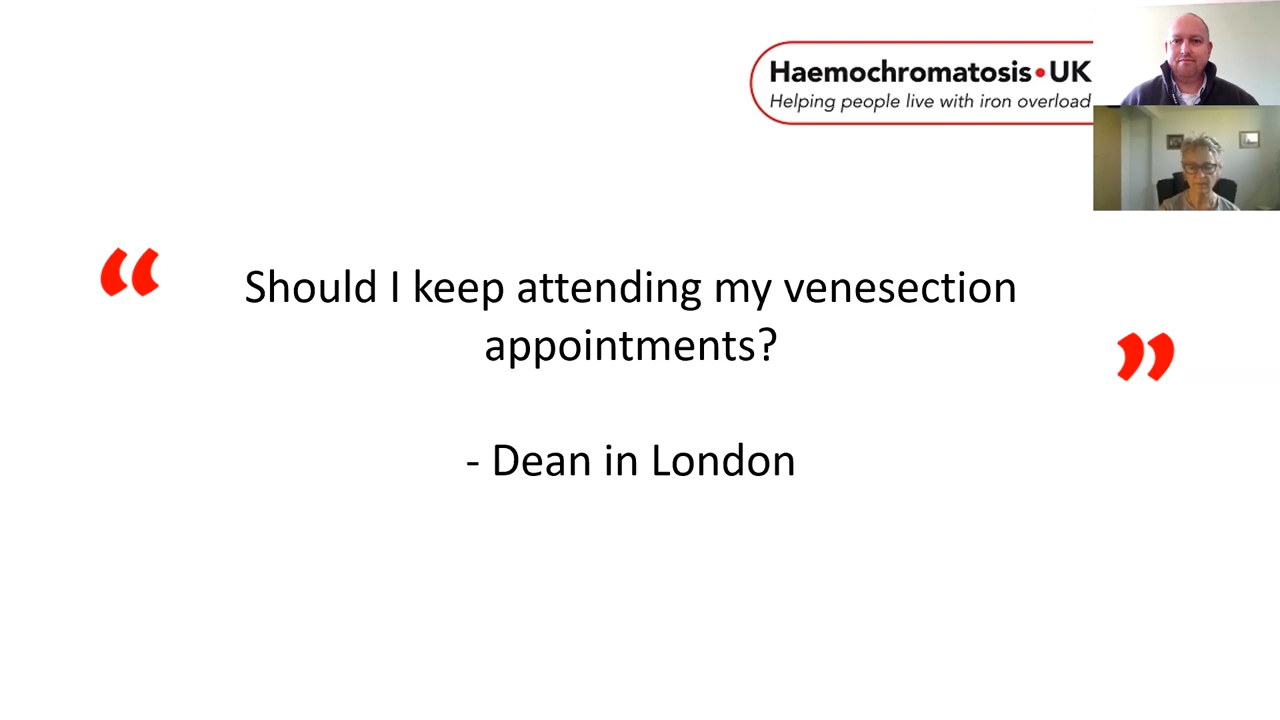 Haemochromatosis•UK
Helping people live with iron overload
“ Should I keep attending my venesection
appointments? ”
- Dean in London